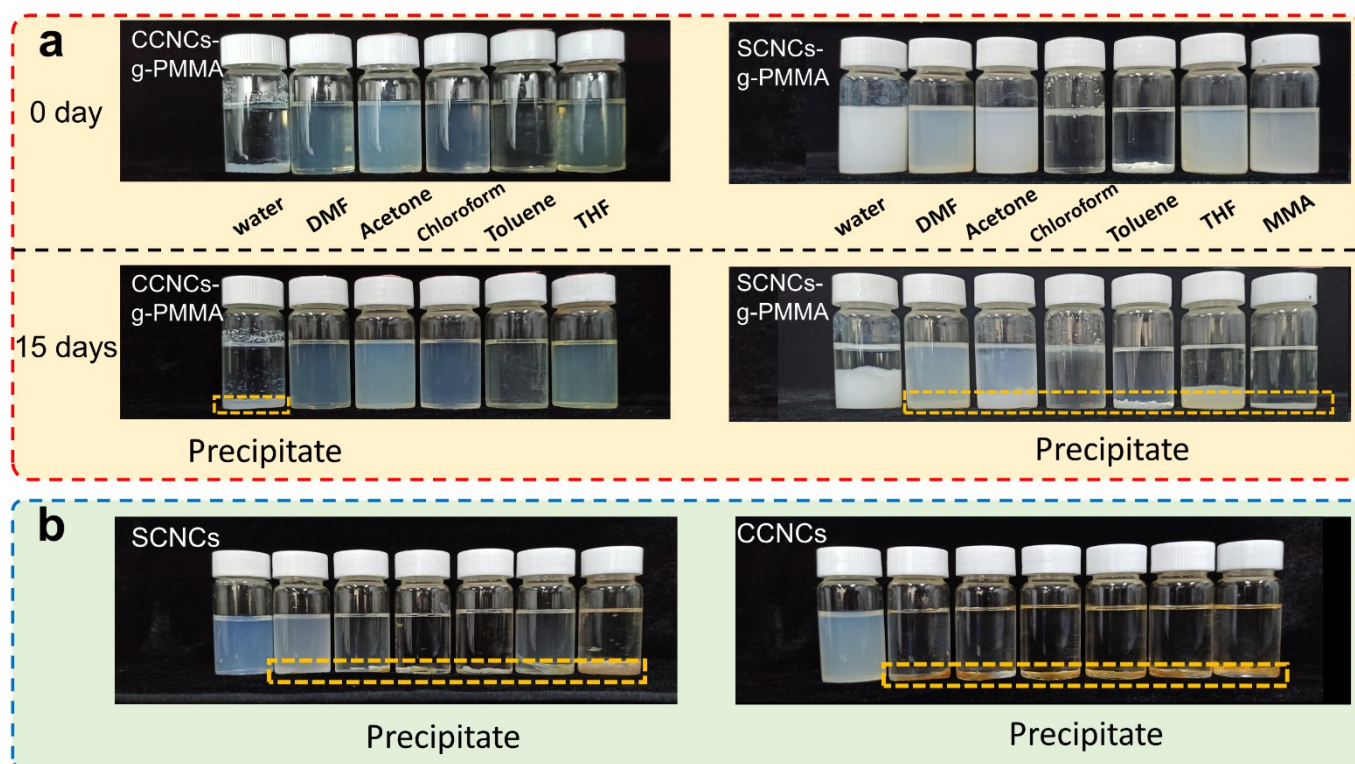 a
CCNCs-
g-PMMA
SCNCs-
g-PMMA
0 day
water DMF Acetone Chloroform Toluene THF
water DMF Acetone Chloroform Toluene THF MMA
CCNCs-
g-PMMA
SCNCs-
g-PMMA
15 days
Precipitate
Precipitate
b
SCNCs
CCNCs
Precipitate
Precipitate